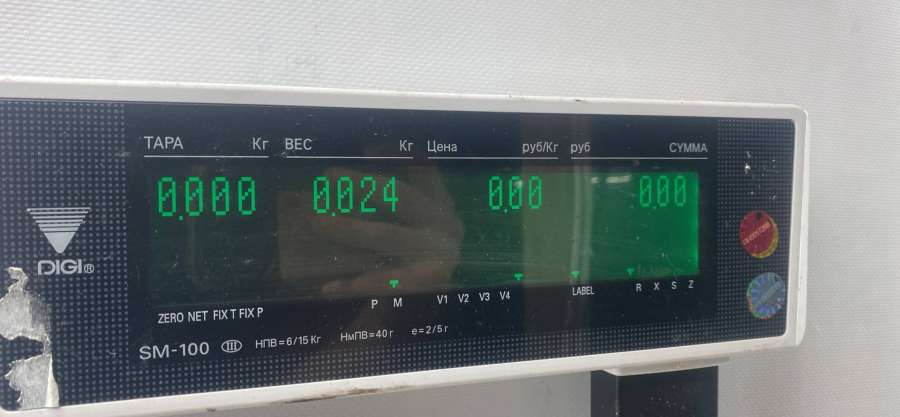 ТАРА Кг ВЕС Кг Цена руб/Кг руб СУММА
0.000 0.024 0.00 0.00
DIGI®
P M V1 V2 V3 V4 LABEL R X S Z
ZERO NET FIX T FIX P
SM-100 III НПВ=6/15 Кг НмПВ=40 г e=2/5 г